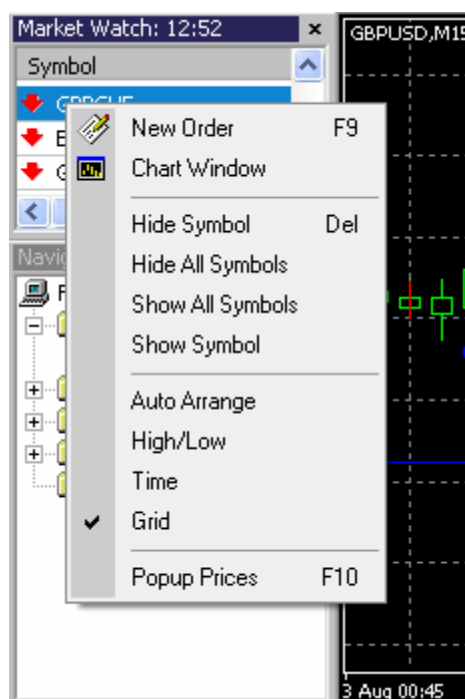 Market Watch: 12:52
GBPUSD,M15
Symbol
New Order F9
Chart Window
Hide Symbol Del
Hide All Symbols
Show All Symbols
Show Symbol
Auto Arrange
High/Low
Time
Grid
Popup Prices F10
3 Aug 00:45